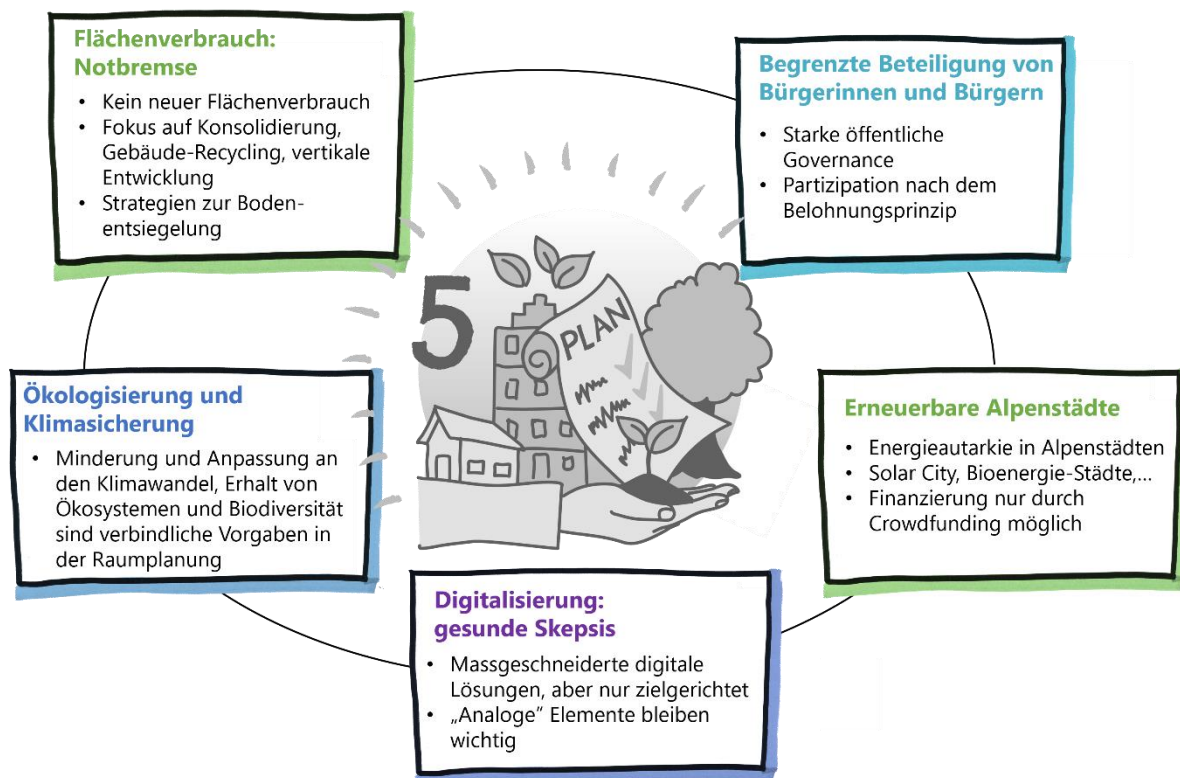 Flächenverbrauch:
Notbremse
• Kein neuer Flächenverbrauch
• Fokus auf Konsolidierung,
Gebäude-Recycling, vertikale
Entwicklung
• Strategien zur Boden-
entsiegelung
Begrenzte Beteiligung von
Bürgerinnen und Bürgern
• Starke öffentliche
Governance
• Partizipation nach dem
Belohnungsprinzip
5
PLAN
Ökologisierung und
Klimasicherung
• Minderung und Anpassung an
den Klimawandel, Erhalt von
Ökosystemen und Biodiversität
sind verbindliche Vorgaben in
der Raumplanung
Erneuerbare Alpenstädte
• Energieautarkie in Alpenstädten
• Solar City, Bioenergie-Städte,...
• Finanzierung nur durch
Crowdfunding möglich
Digitalisierung:
gesunde Skepsis
• Massgeschneiderte digitale
Lösungen, aber nur zielgerichtet
• „Analoge" Elemente bleiben
wichtig